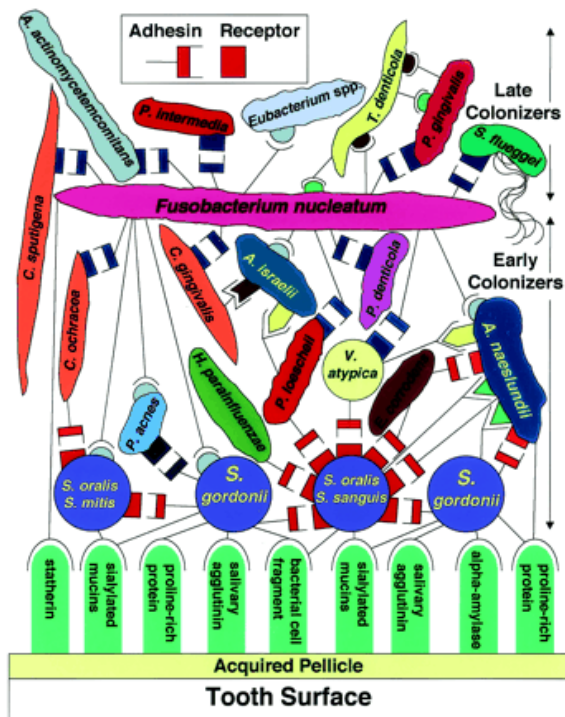 Adhesin Receptor
A. actinomycetemcomitans
P. intermedia
Eubacterium spp.
T. denticola
P. gingivalis
Late
Colonizers
S. flueggei
Fusobacterium nucleatum
C. sputigena
C. ochracea
C. gingivalis
A. israelii
P. denticola
Early
Colonizers
A. naeslundii
P. loescheii
V.
atypica
H. parainfluenzae
P. acnes
S. oralis
S. mitis
S.
gordonii
S. oralis
S. sanguis
S.
gordonii
statherin
sialylated
mucins
proline-rich
protein
salivary
agglutinin
bacterial cell
fragment
sialylated
mucins
salivary
agglutinin
alpha-amylase
proline-rich
protein
Acquired Pellicle
Tooth Surface